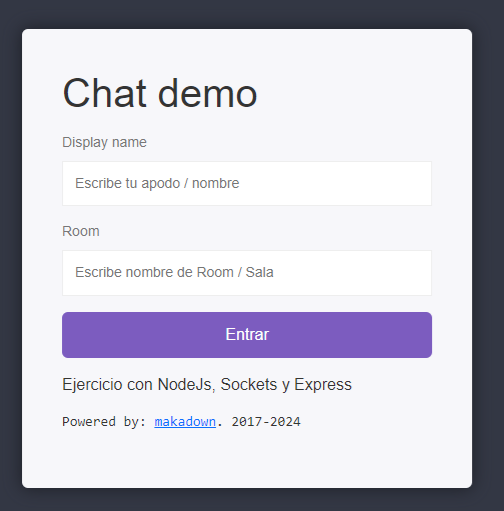 Chat demo
Display name
Escribe tu apodo / nombre
Room
Escribe nombre de Room / Sala
Entrar
Ejercicio con NodeJs, Sockets y Express
Powered by: makadown. 2017-2024